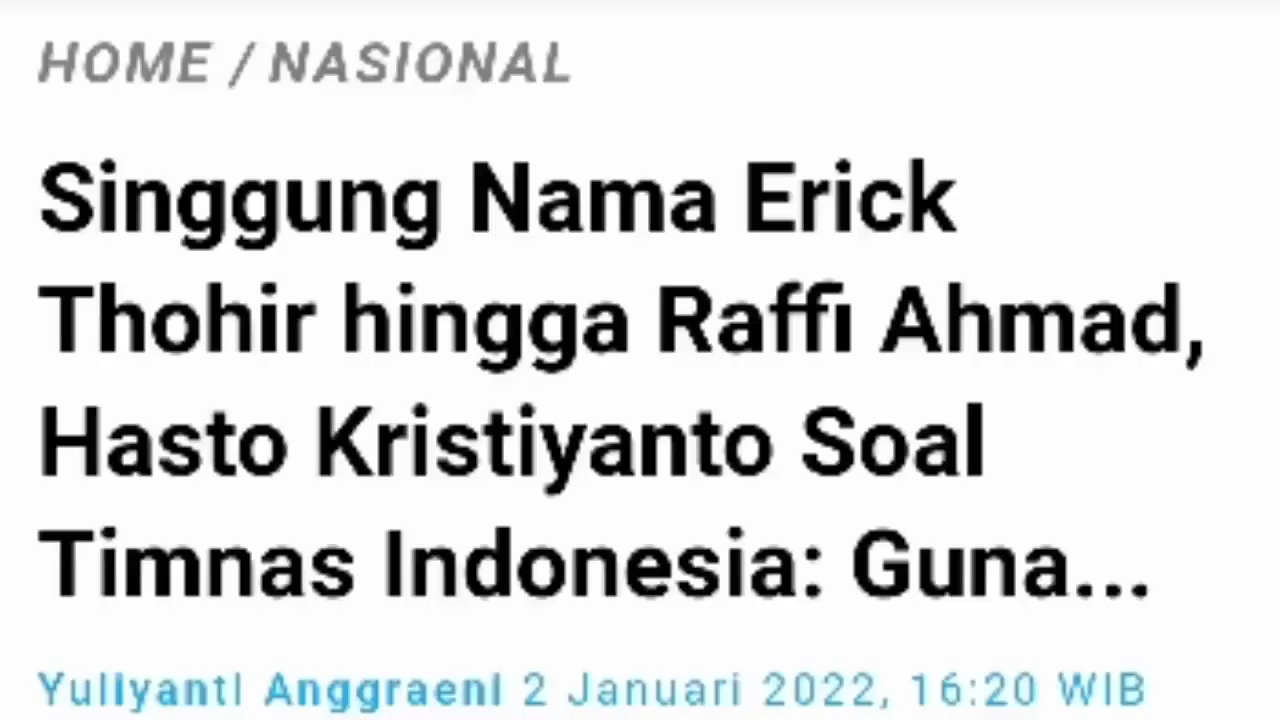 HOME / NASIONAL
Singgung Nama Erick
Thohir hingga Raffi Ahmad,
Hasto Kristiyanto Soal
Timnas Indonesia: Guna...
Yuliyanti Anggraeni 2 Januari 2022, 16:20 WIB